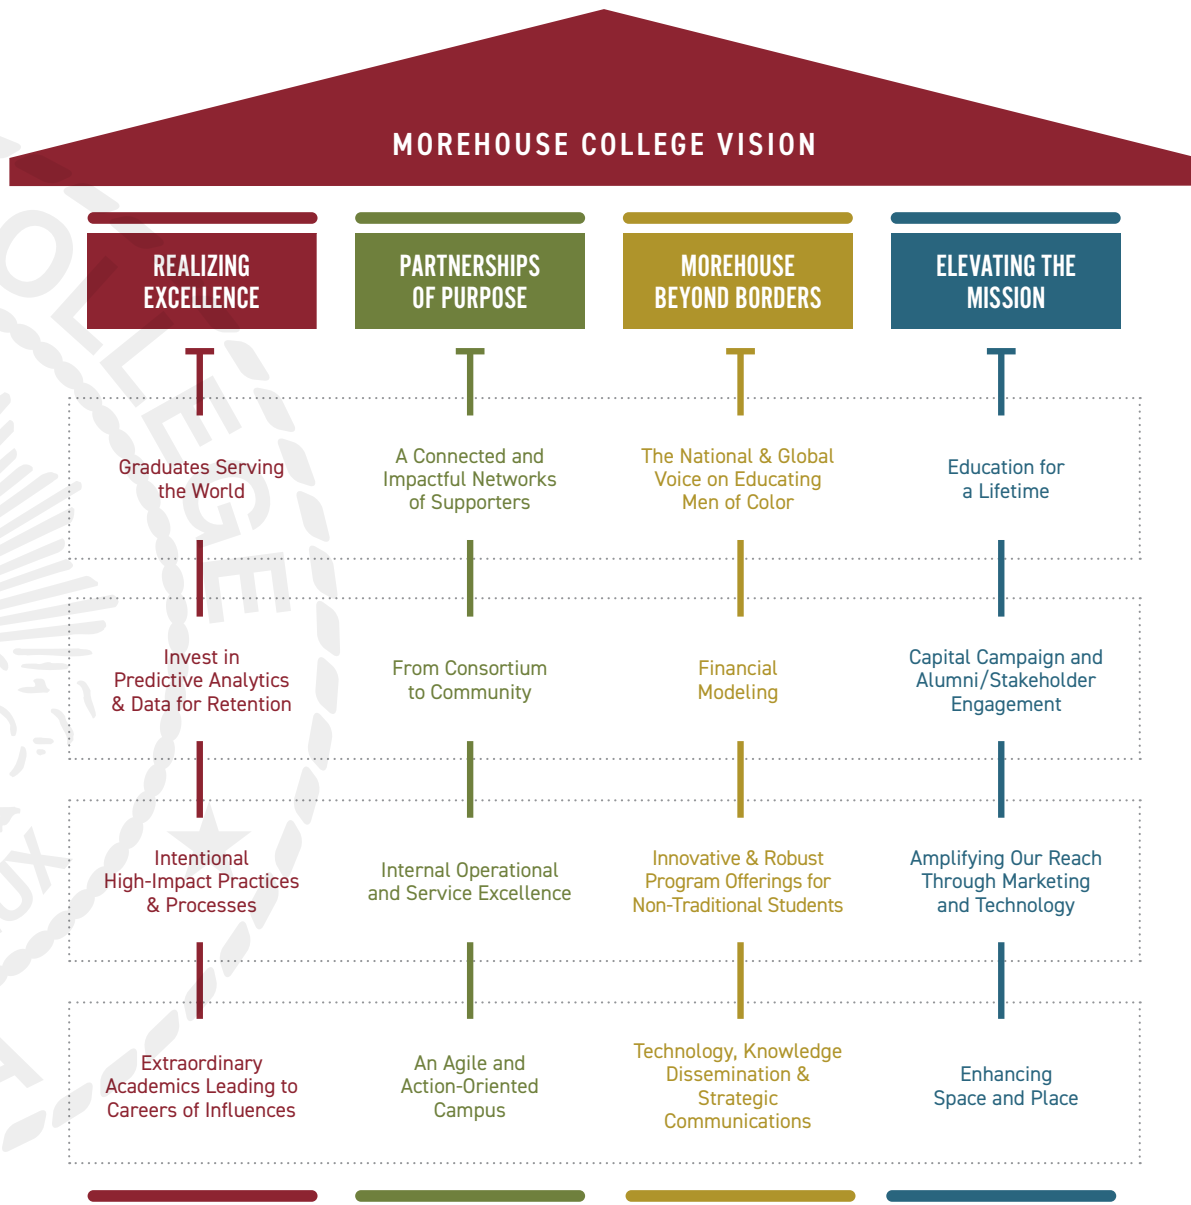 MOREHOUSE COLLEGE VISION
REALIZING
EXCELLENCE
PARTNERSHIPS
OF PURPOSE
MOREHOUSE
BEYOND BORDERS
ELEVATING THE
MISSION
Graduates Serving
the World
A Connected and
Impactful Networks
of Supporters
The National & Global
Voice on Educating
Men of Color
Education for
a Lifetime
Invest in
Predictive Analytics
& Data for Retention
From Consortium
to Community
Financial
Modeling
Capital Campaign and
Alumni/Stakeholder
Engagement
Intentional
High-Impact Practices
& Processes
Internal Operational
and Service Excellence
Innovative & Robust
Program Offerings for
Non-Traditional Students
Amplifying Our Reach
Through Marketing
and Technology
Extraordinary
Academics Leading to
Careers of Influences
An Agile and
Action-Oriented
Campus
Technology, Knowledge
Dissemination &
Strategic
Communications
Enhancing
Space and Place
OLLEGE